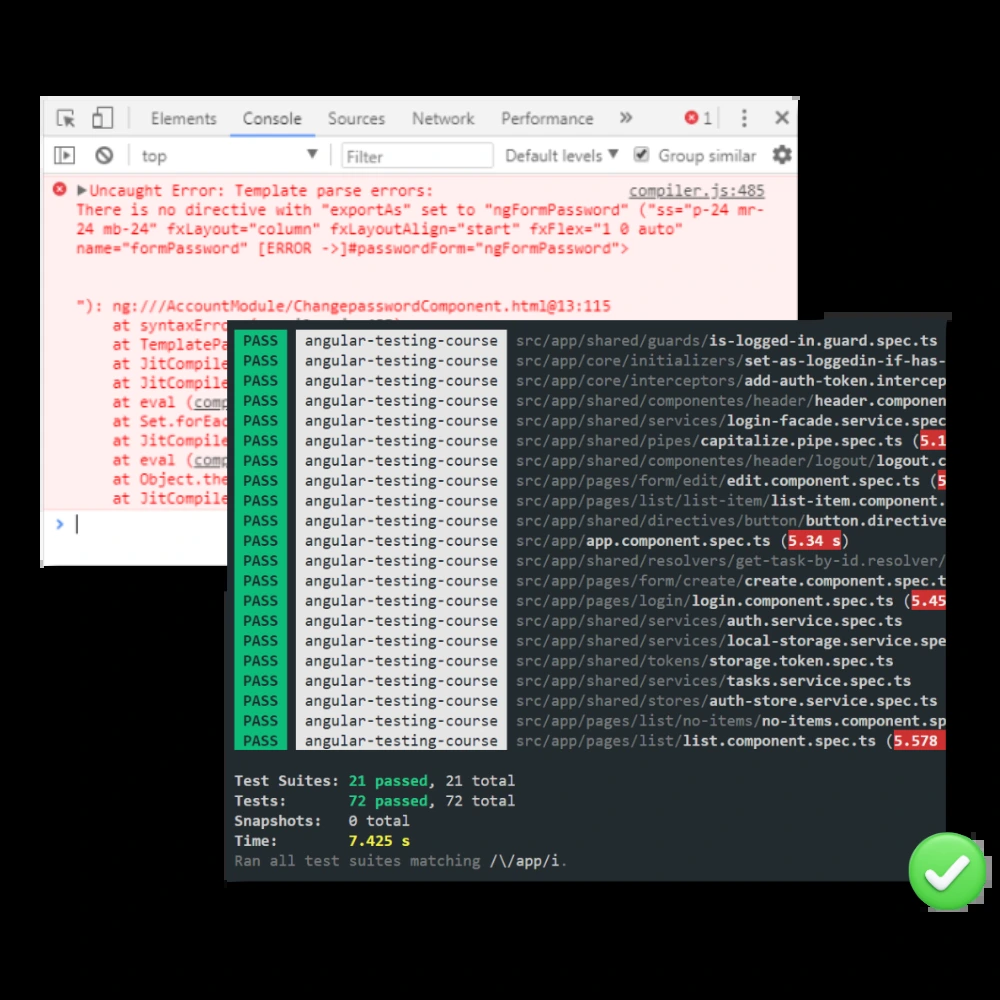 Elements Console Sources Network Performance » 1
top Filter Default levels Group similar
Uncaught Error: Template parse errors: compiler.js:485
There is no directive with "exportAs" set to "ngFormPassword" ("ss="p-24 mr-
24 mb-24" fxLayout="column" fxLayoutAlign="start" fxFlex="1 0 auto"
name="formPassword" [ERROR ->]#passwordForm="ngFormPassword">
"): ng:///AccountModule/ChangepasswordComponent.html@13:115
at syntaxErro
at TemplatePa
at JitCompile
at JitCompile
at eval (comp
at Set.forEac
at JitCompile
at eval (comp
at Object.the
at JitCompile
>
PASS angular-testing-course src/app/shared/guards/is-logged-in.guard.spec.ts
PASS angular-testing-course src/app/core/initializers/set-as-loggedin-if-has-
PASS angular-testing-course src/app/core/interceptors/add-auth-token.intercep
PASS angular-testing-course src/app/shared/componentes/header/header.componen
PASS angular-testing-course src/app/shared/services/login-facade.service.spec
PASS angular-testing-course src/app/shared/pipes/capitalize.pipe.spec.ts (5.1
PASS angular-testing-course src/app/shared/componentes/header/logout/logout.c
PASS angular-testing-course src/app/pages/form/edit/edit.component.spec.ts (5
PASS angular-testing-course src/app/pages/list/list-item/list-item.component.
PASS angular-testing-course src/app/shared/directives/button/button.directive
PASS angular-testing-course src/app/app.component.spec.ts (5.34 s)
PASS angular-testing-course src/app/shared/resolvers/get-task-by-id.resolver/
PASS angular-testing-course src/app/pages/form/create/create.component.spec.t
PASS angular-testing-course src/app/pages/login/login.component.spec.ts (5.45
PASS angular-testing-course src/app/shared/services/auth.service.spec.ts
PASS angular-testing-course src/app/shared/services/local-storage.service.spe
PASS angular-testing-course src/app/shared/tokens/storage.token.spec.ts
PASS angular-testing-course src/app/shared/services/tasks.service.spec.ts
PASS angular-testing-course src/app/shared/stores/auth-store.service.spec.ts
PASS angular-testing-course src/app/pages/list/no-items/no-items.component.sp
PASS angular-testing-course src/app/pages/list/list.component.spec.ts (5.578
Test Suites: 21 passed, 21 total
Tests: 72 passed, 72 total
Snapshots: 0 total
Time: 7.425 s
Ran all test suites matching /\/app/i.